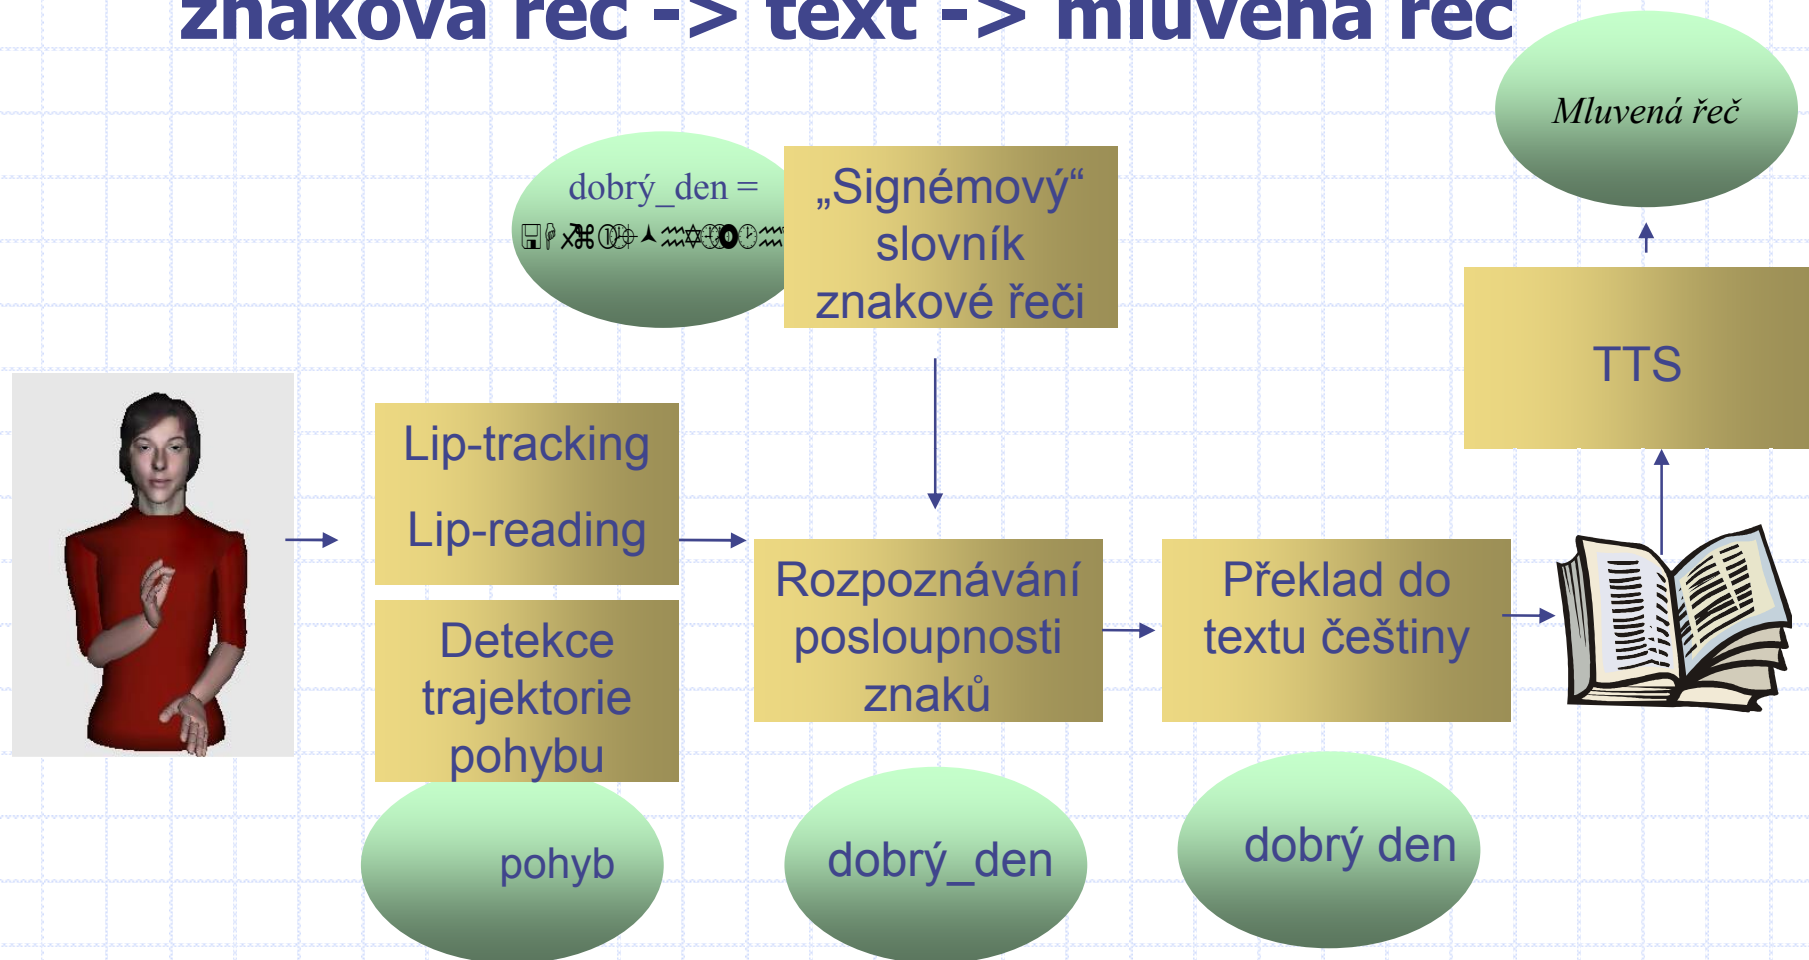 znaková řeč -> text -> mluvená řeč
Mluvená řeč
dobrý_den =
„Signémový“
slovník
znakové řeči
TTS
Lip-tracking
Lip-reading
Detekce
trajektorie
pohybu
Rozpoznávání
posloupnosti
znaků
Překlad do
textu češtiny
pohyb
dobrý_den
dobrý den